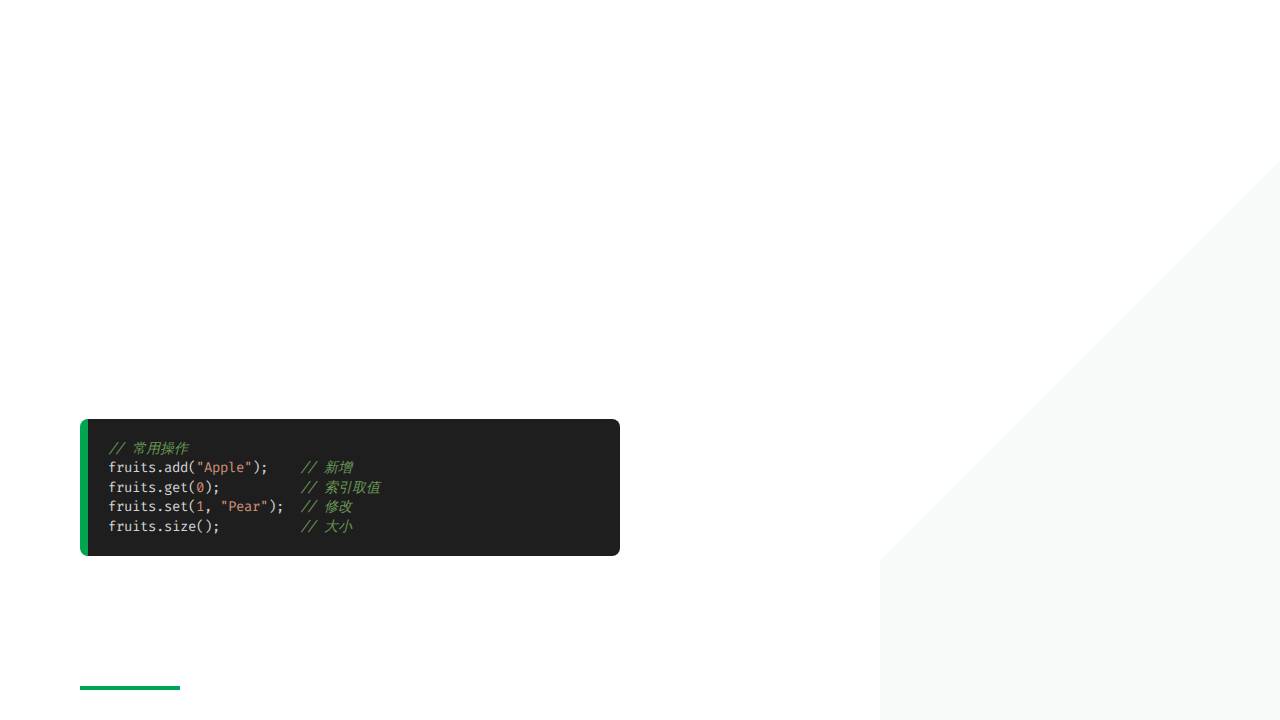 // 常用操作
fruits.add("Apple");    // 新增
fruits.get(0);          // 索引取值
fruits.set(1, "Pear");  // 修改
fruits.size();          // 大小